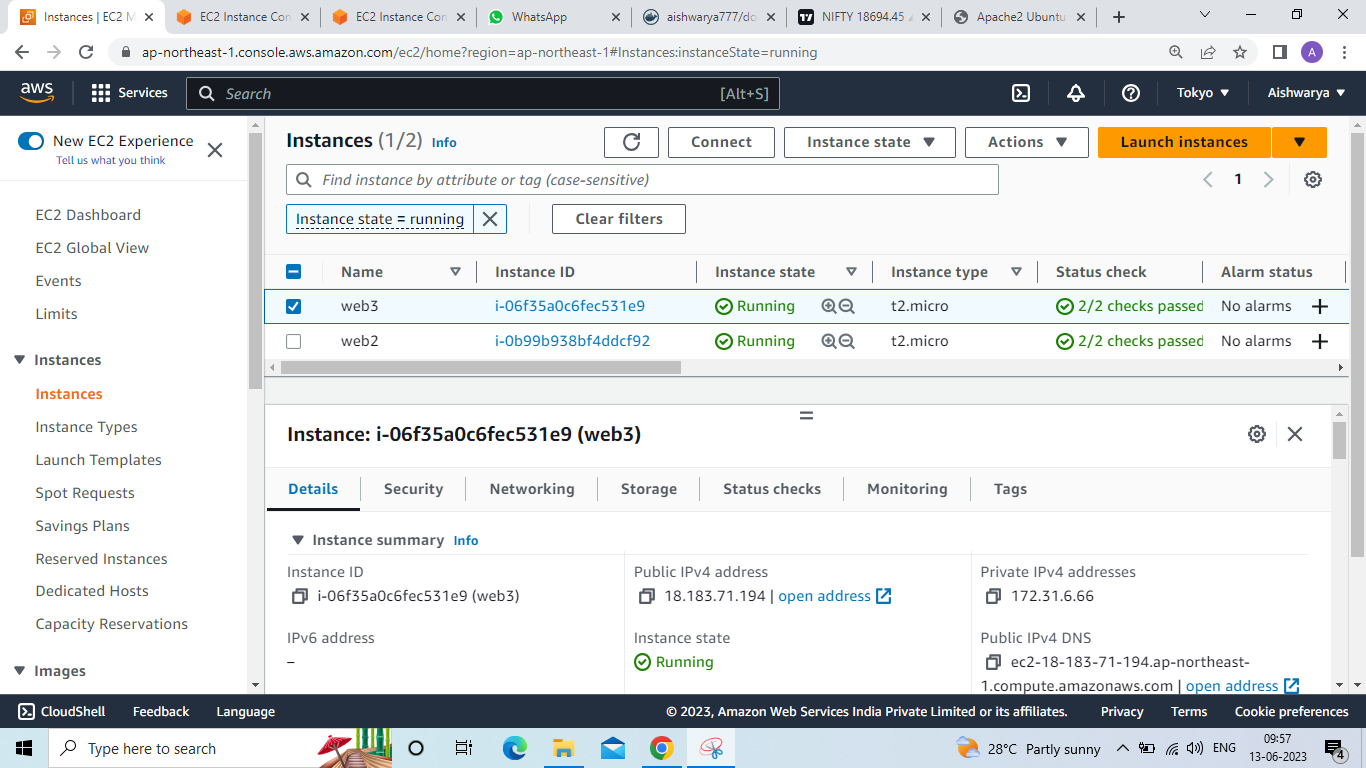 Instances | EC2 M
EC2 Instance Con
EC2 Instance Con
WhatsApp
aishwarya777/do
NIFTY 18694.45
Apache2 Ubuntu
ap-northeast-1.console.aws.amazon.com/ec2/home?region=ap-northeast-1#Instances:instanceState=running
A
aws
Services
Search
[Alt+S]
Tokyo
Aishwarya
New EC2 Experience
Tell us what you think
EC2 Dashboard
EC2 Global View
Events
Limits
Instances
Instances
Instance Types
Launch Templates
Spot Requests
Savings Plans
Reserved Instances
Dedicated Hosts
Capacity Reservations
Images
Instances (1/2) Info
Connect
Instance state
Actions
Launch instances
Find instance by attribute or tag (case-sensitive)
1
Instance state = running
Clear filters
Name Instance ID Instance state Instance type Status check Alarm status
web3 i-06f35a0c6fec531e9 Running t2.micro 2/2 checks passed No alarms +
web2 i-0b99b938bf4ddcf92 Running t2.micro 2/2 checks passed No alarms +
Instance: i-06f35a0c6fec531e9 (web3)
Details Security Networking Storage Status checks Monitoring Tags
Instance summary Info
Instance ID
i-06f35a0c6fec531e9 (web3)
Public IPv4 address
18.183.71.194 | open address
Private IPv4 addresses
172.31.6.66
IPv6 address
–
Instance state
Running
Public IPv4 DNS
ec2-18-183-71-194.ap-northeast-
1.compute.amazonaws.com | open address
CloudShell Feedback Language
© 2023, Amazon Web Services India Private Limited or its affiliates. Privacy Terms Cookie preferences
Type here to search
28°C Partly sunny
ENG
09:57
13-06-2023
4